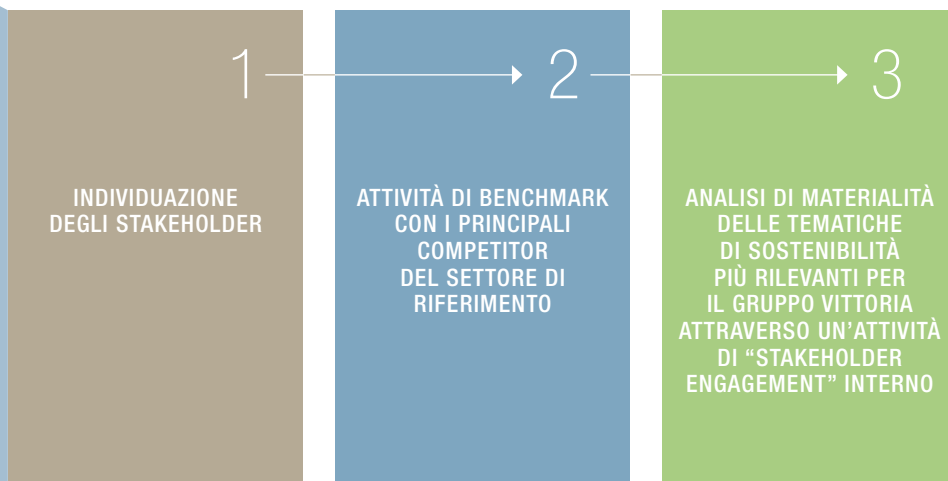 1
INDIVIDUAZIONE
DEGLI STAKEHOLDER
2
ATTIVITÀ DI BENCHMARK
CON I PRINCIPALI
COMPETITOR
DEL SETTORE DI
RIFERIMENTO
3
ANALISI DI MATERIALITÀ
DELLE TEMATICHE
DI SOSTENIBILITÀ
PIÙ RILEVANTI PER
IL GRUPPO VITTORIA
ATTRAVERSO UN’ATTIVITÀ
DI “STAKEHOLDER
ENGAGEMENT” INTERNO